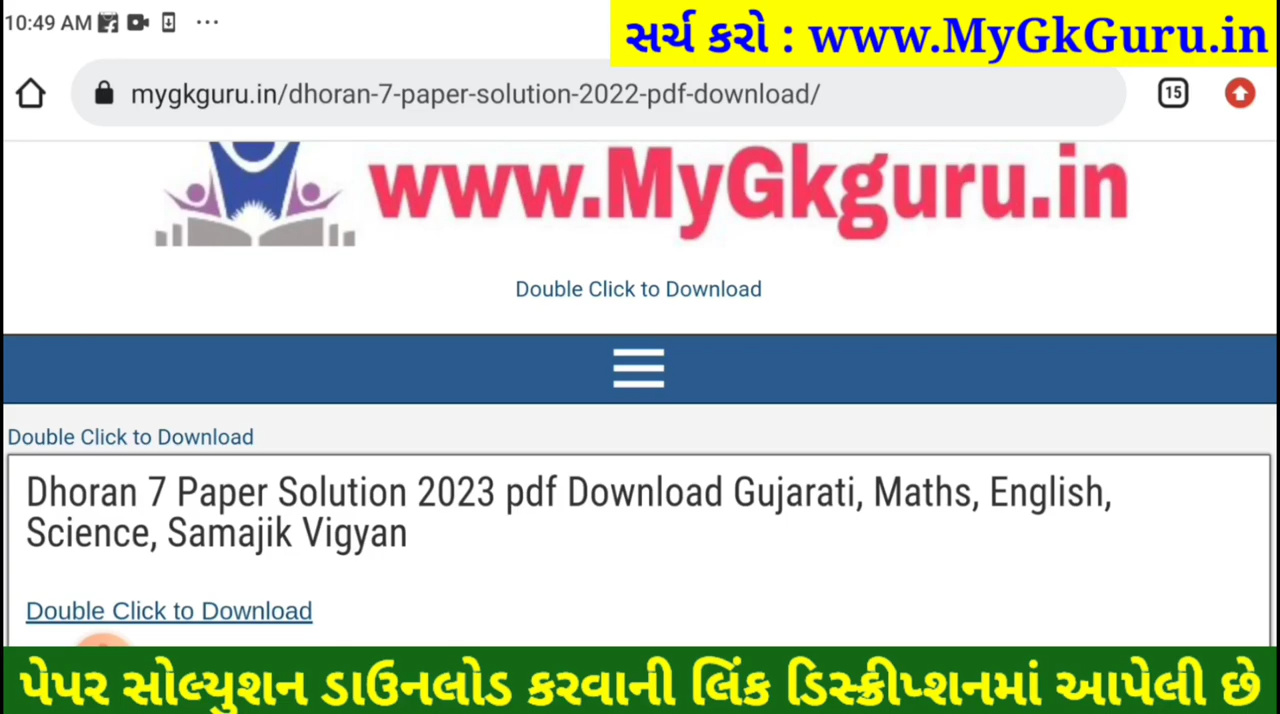 10:49 AM
સર્ચ કરો : www.MyGkGuru.in
mygkguru.in/dhoran-7-paper-solution-2022-pdf-download/
15
www.MyGkguru.in
Double Click to Download
Double Click to Download
Dhoran 7 Paper Solution 2023 pdf Download Gujarati, Maths, English,
Science, Samajik Vigyan
Double Click to Download
પેપર સોલ્યુશન ડાઉનલોડ કરવાની લિંક ડિસ્ક્રીપ્શનમાં આપેલી છે